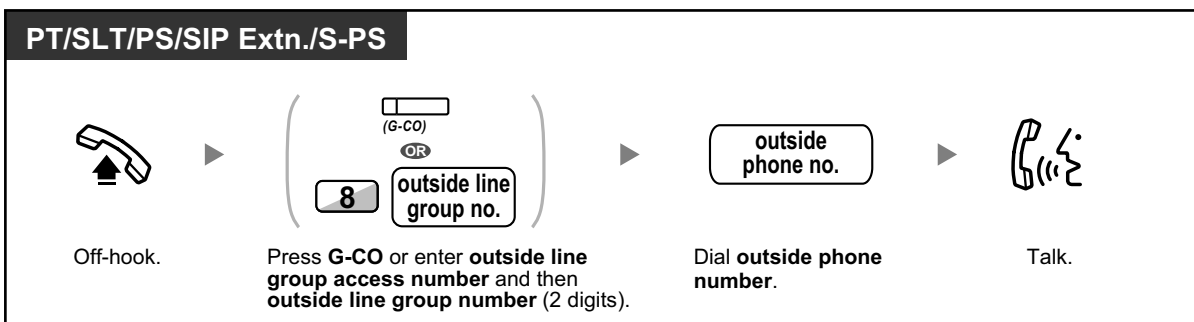 PT/SLT/PS/SIP Extn./S-PS
(G-CO)
OR
8
outside line
group no.
outside
phone no.
Off-hook.
Press G-CO or enter outside line
group access number and then
outside line group number (2 digits).
Dial outside phone
number.
Talk.